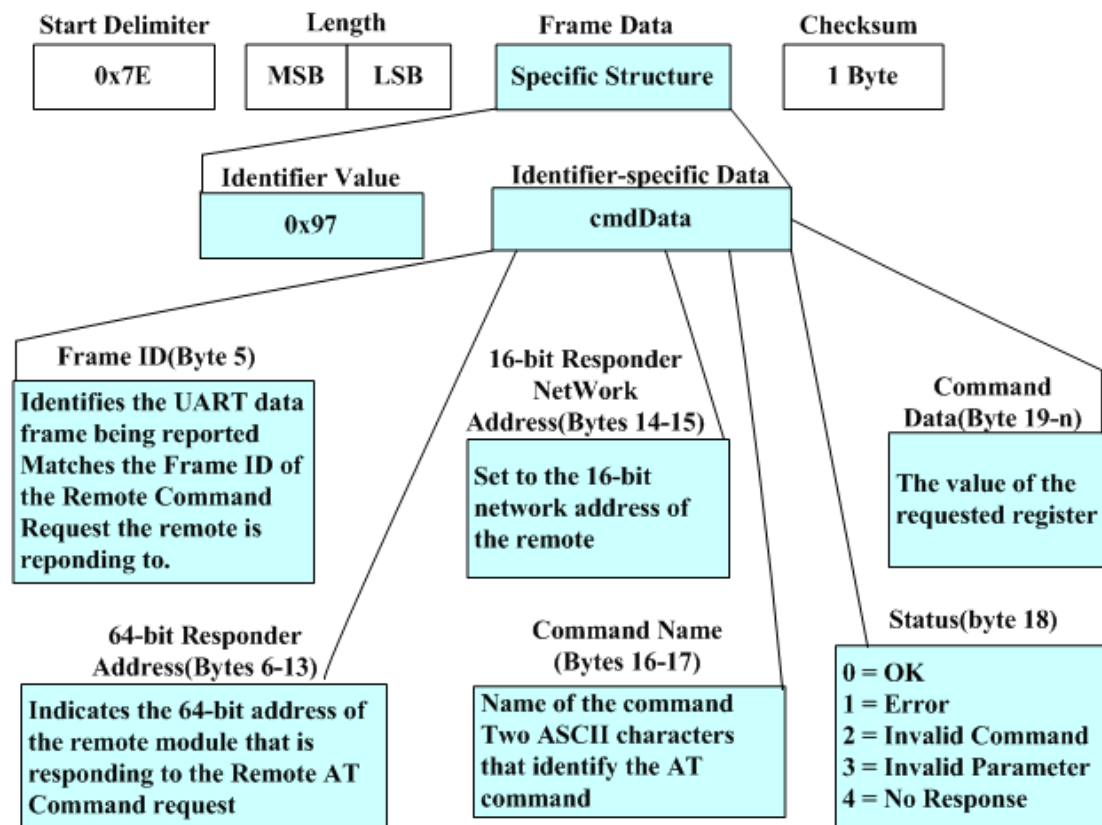 Start Delimiter
Length
Frame Data
Checksum
0x7E
MSB
LSB
Specific Structure
1 Byte
Identifier Value
Identifier-specific Data
0x97
cmdData
Frame ID(Byte 5)
Identifies the UART data
frame being reported
Matches the Frame ID of
the Remote Command
Request the remote is
reponding to.
16-bit Responder
NetWork
Address(Bytes 14-15)
Set to the 16-bit
network address of
the remote
Command
Data(Byte 19-n)
The value of the
requested register
64-bit Responder
Address(Bytes 6-13)
Indicates the 64-bit address of
the remote module that is
responding to the Remote AT
Command request
Command Name
(Bytes 16-17)
Name of the command
Two ASCII characters
that identify the AT
command
Status(byte 18)
0 = OK
1 = Error
2 = Invalid Command
3 = Invalid Parameter
4 = No Response